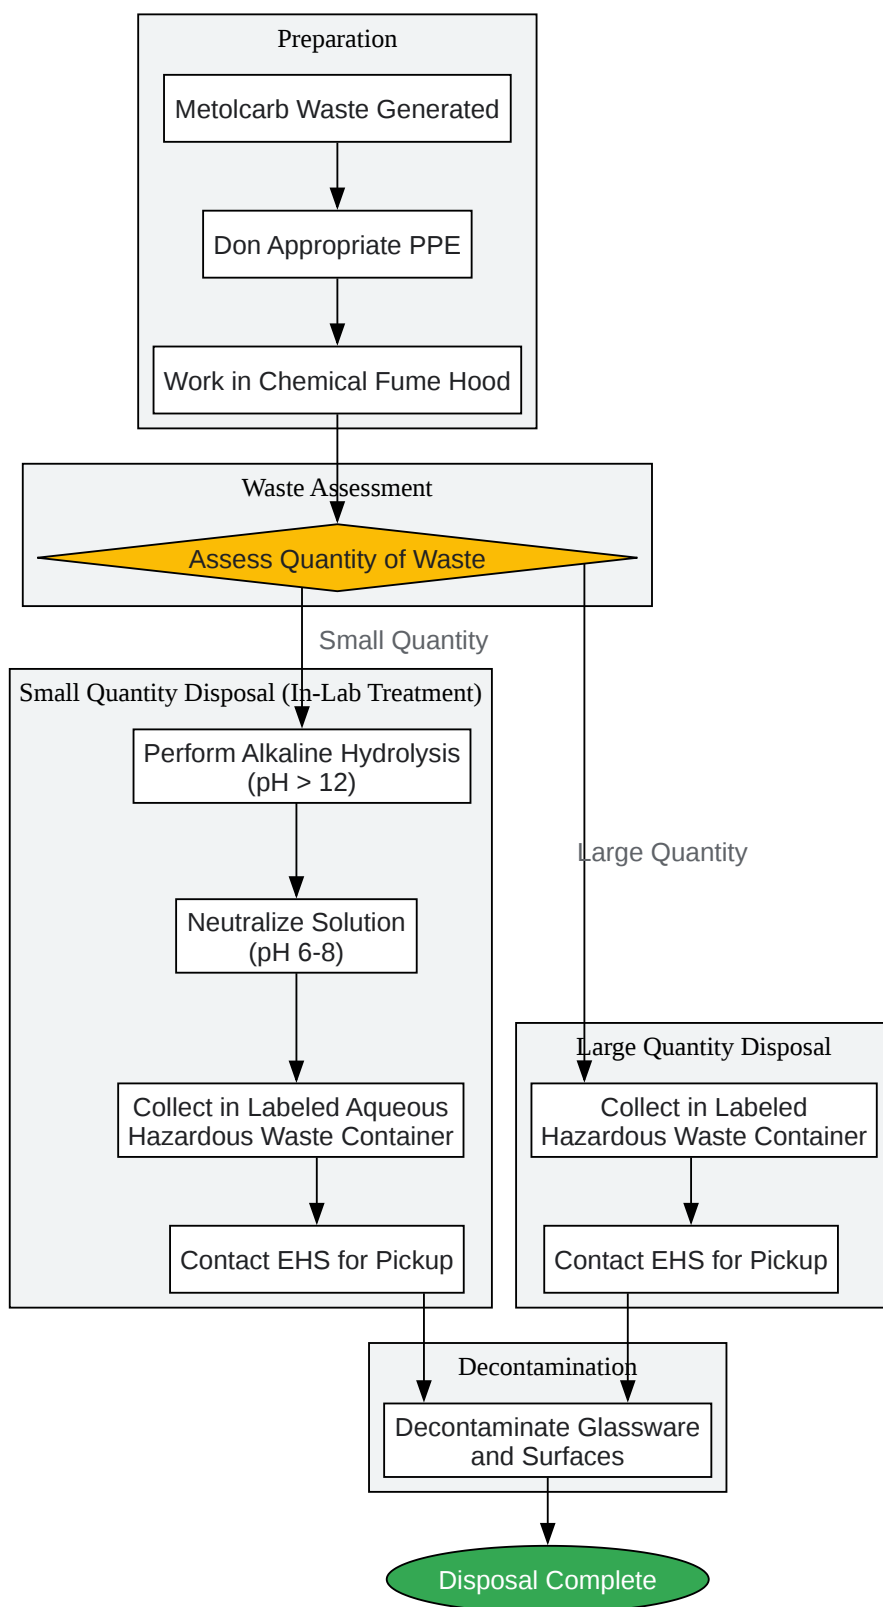 Preparation
Metolcarb Waste Generated
Don Appropriate PPE
Work in Chemical Fume Hood
Waste Assessment
Assess Quantity of Waste
Small Quantity
Small Quantity Disposal (In-Lab Treatment)
Perform Alkaline Hydrolysis
(pH > 12)
Neutralize Solution
(pH 6-8)
Collect in Labeled Aqueous
Hazardous Waste Container
Contact EHS for Pickup
Large Quantity
Large Quantity Disposal
Collect in Labeled
Hazardous Waste Container
Contact EHS for Pickup
Decontamination
Decontaminate Glassware
and Surfaces
Disposal Complete